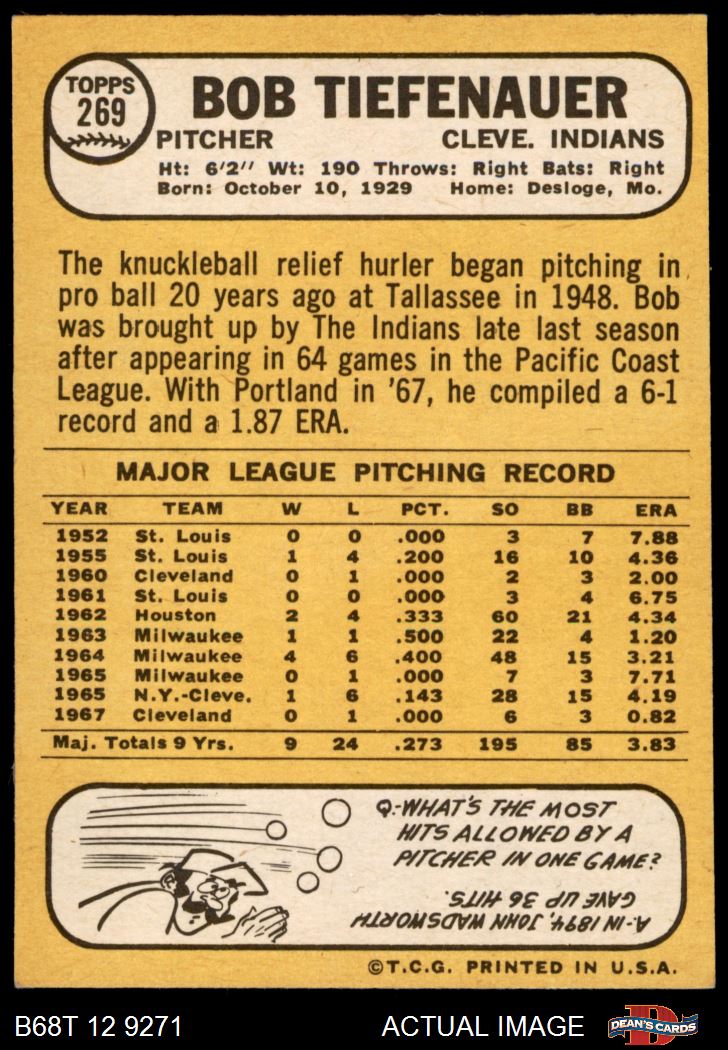 TOPPS
269
BOB TIEFENAUER
PITCHER CLEVE. INDIANS
Ht: 6'2" Wt: 190 Throws: Right Bats: Right
Born: October 10, 1929 Home: Desloge, Mo.
The knuckleball relief hurler began pitching in
pro ball 20 years ago at Tallassee in 1948. Bob
was brought up by The Indians late last season
after appearing in 64 games in the Pacific Coast
League. With Portland in '67, he compiled a 6-1
record and a 1.87 ERA.
MAJOR LEAGUE PITCHING RECORD
YEAR TEAM W L PCT. SO BB ERA
1952 St. Louis 0 0 .000 3 7 7.88
1955 St. Louis 1 4 .200 16 10 4.36
1960 Cleveland 0 1 .000 2 3 2.00
1961 St. Louis 0 0 .000 3 4 6.75
1962 Houston 2 4 .333 60 21 4.34
1963 Milwaukee 1 1 .500 22 4 1.20
1964 Milwaukee 4 6 .400 48 15 3.21
1965 Milwaukee 0 1 .000 7 3 7.71
1965 N.Y.-Cleve. 1 6 .143 28 15 4.19
1967 Cleveland 0 1 .000 6 3 0.82
Maj. Totals 9 Yrs. 9 24 .273 195 85 3.83
Q-WHAT'S THE MOST
HITS ALLOWED BY A
PITCHER IN ONE GAME?
A-IN 1894, JOHN WADSWORTH
GAVE UP 36 HITS.
©T.C.G. PRINTED IN U.S.A.
B68T 12 9271 ACTUAL IMAGE
D
DEAN'S CARDS